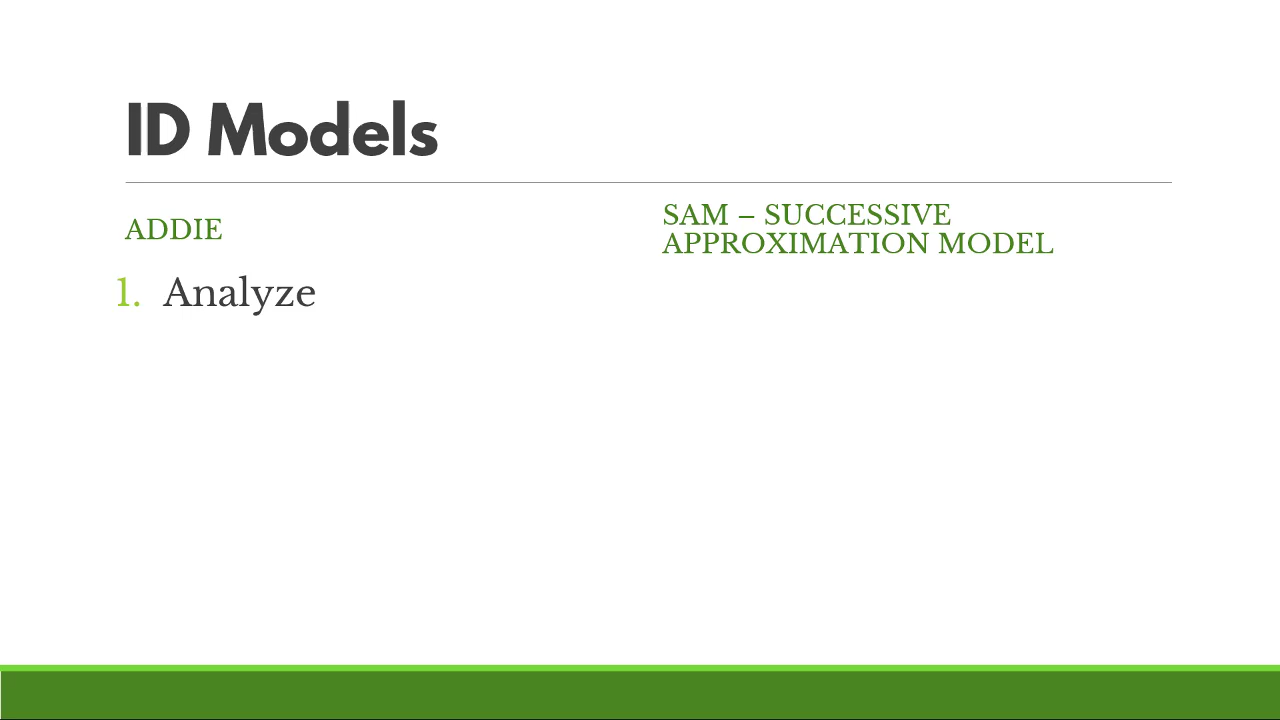 ID Models
ADDIE
1. Analyze
SAM – SUCCESSIVE
APPROXIMATION MODEL